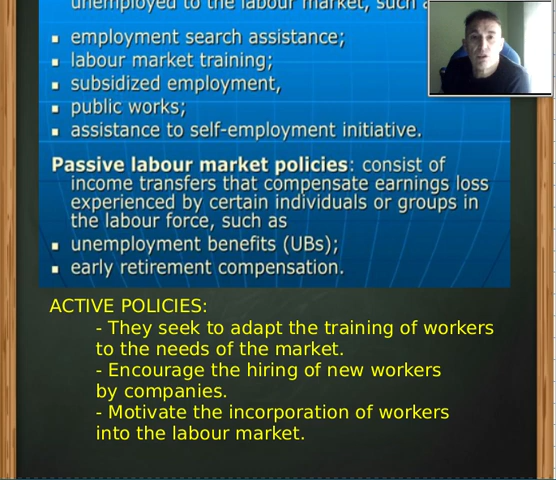 unemployed to the labour market, such a
▪ employment search assistance;
▪ labour market training;
▪ subsidized employment,
▪ public works;
▪ assistance to self-employment initiative.
Passive labour market policies: consist of
income transfers that compensate earnings loss
experienced by certain individuals or groups in
the labour force, such as
▪ unemployment benefits (UBs);
▪ early retirement compensation.
ACTIVE POLICIES:
- They seek to adapt the training of workers
to the needs of the market.
- Encourage the hiring of new workers
by companies.
- Motivate the incorporation of workers
into the labour market.